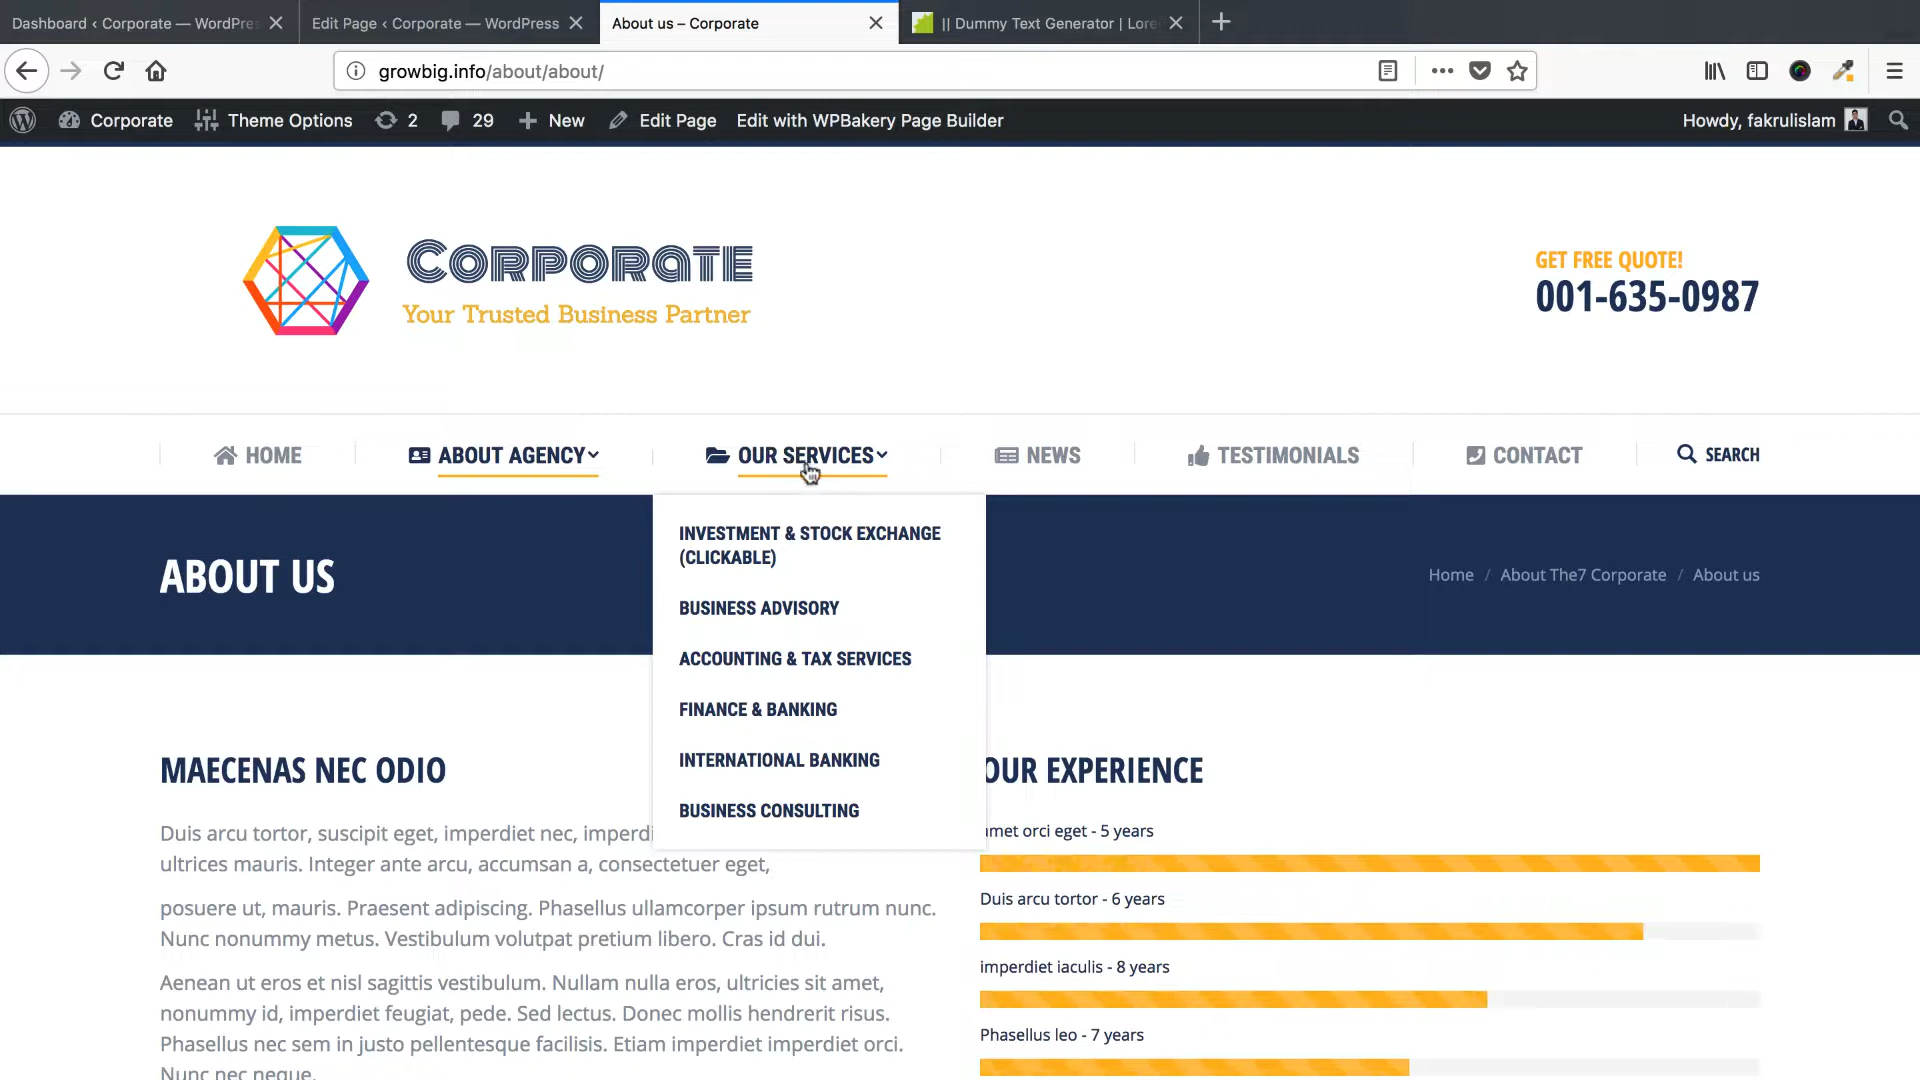 Dashboard ‹ Corporate — WordPre
Edit Page ‹ Corporate — WordPress
About us – Corporate
|| Dummy Text Generator | Lore
growbig.info/about/about/
Corporate
Theme Options
2
29
New
Edit Page
Edit with WPBakery Page Builder
Howdy, fakrulislam
CORPORATE
Your Trusted Business Partner
GET FREE QUOTE!
001-635-0987
HOME
ABOUT AGENCY
OUR SERVICES
NEWS
TESTIMONIALS
CONTACT
SEARCH
INVESTMENT & STOCK EXCHANGE
(CLICKABLE)
BUSINESS ADVISORY
ACCOUNTING & TAX SERVICES
FINANCE & BANKING
INTERNATIONAL BANKING
BUSINESS CONSULTING
ABOUT US
Home / About The7 Corporate / About us
MAECENAS NEC ODIO
Duis arcu tortor, suscipit eget, imperdiet nec, imperdi
ultrices mauris. Integer ante arcu, accumsan a, consectetuer eget,
posuere ut, mauris. Praesent adipiscing. Phasellus ullamcorper ipsum rutrum nunc.
Nunc nonummy metus. Vestibulum volutpat pretium libero. Cras id dui.
Aenean ut eros et nisl sagittis vestibulum. Nullam nulla eros, ultricies sit amet,
nonummy id, imperdiet feugiat, pede. Sed lectus. Donec mollis hendrerit risus.
Phasellus nec sem in justo pellentesque facilisis. Etiam imperdiet imperdiet orci.
Nunc nec neque.
OUR EXPERIENCE
amet orci eget - 5 years
Duis arcu tortor - 6 years
imperdiet iaculis - 8 years
Phasellus leo - 7 years